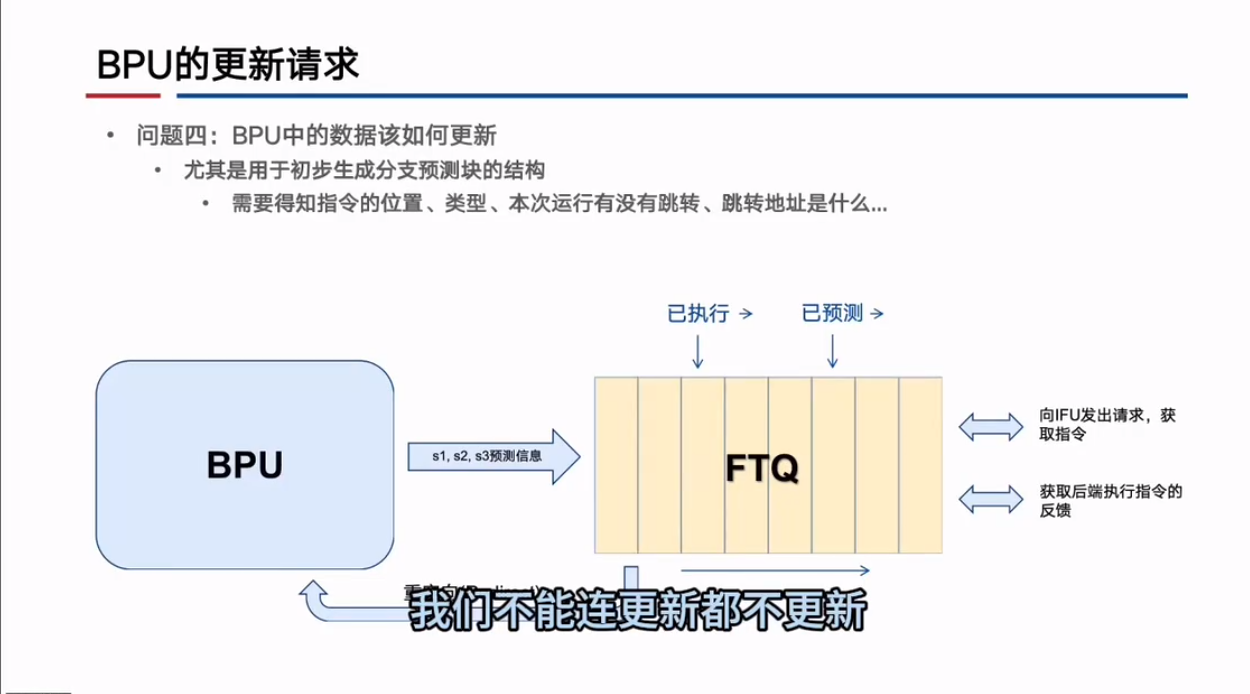 BPU的更新请求
• 问题四：BPU中的数据该如何更新
• 尤其是用于初步生成分支预测块的结构
• 需要得知指令的位置、类型、本次运行有没有跳转、跳转地址是什么...
已执行 已预测
BPU
s1, s2, s3预测信息
FTQ
向IFU发出请求，获
取指令
获取后端执行指令的
反馈
我们不能连更新都不更新